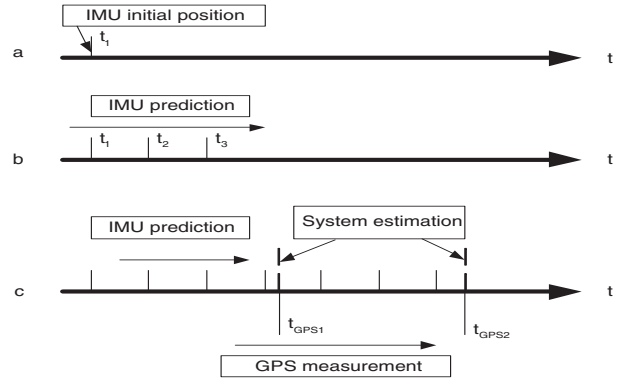 IMU initial position
t1
a
t
IMU prediction
t1 t2 t3
b
t
IMU prediction
System estimation
c
t
tGPS1
tGPS2
GPS measurement